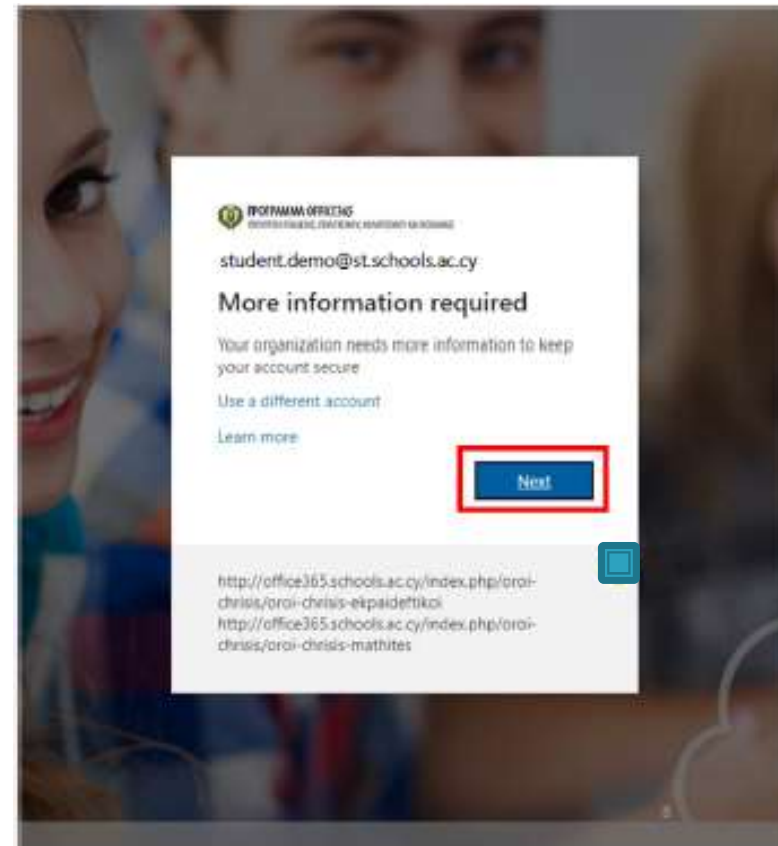 ΠΡΟΓΡΑΜΜΑ OFFICE365
student.demo@st.schools.ac.cy
More information required
Your organization needs more information to keep
your account secure
Use a different account
Learn more
Next
http://office365.schools.ac.cy/index.php/oroi-
chrisis/oroi-chrisis-ekpaideftikoi
http://office365.schools.ac.cy/index.php/oroi-
chrisis/oroi-chrisis-mathites